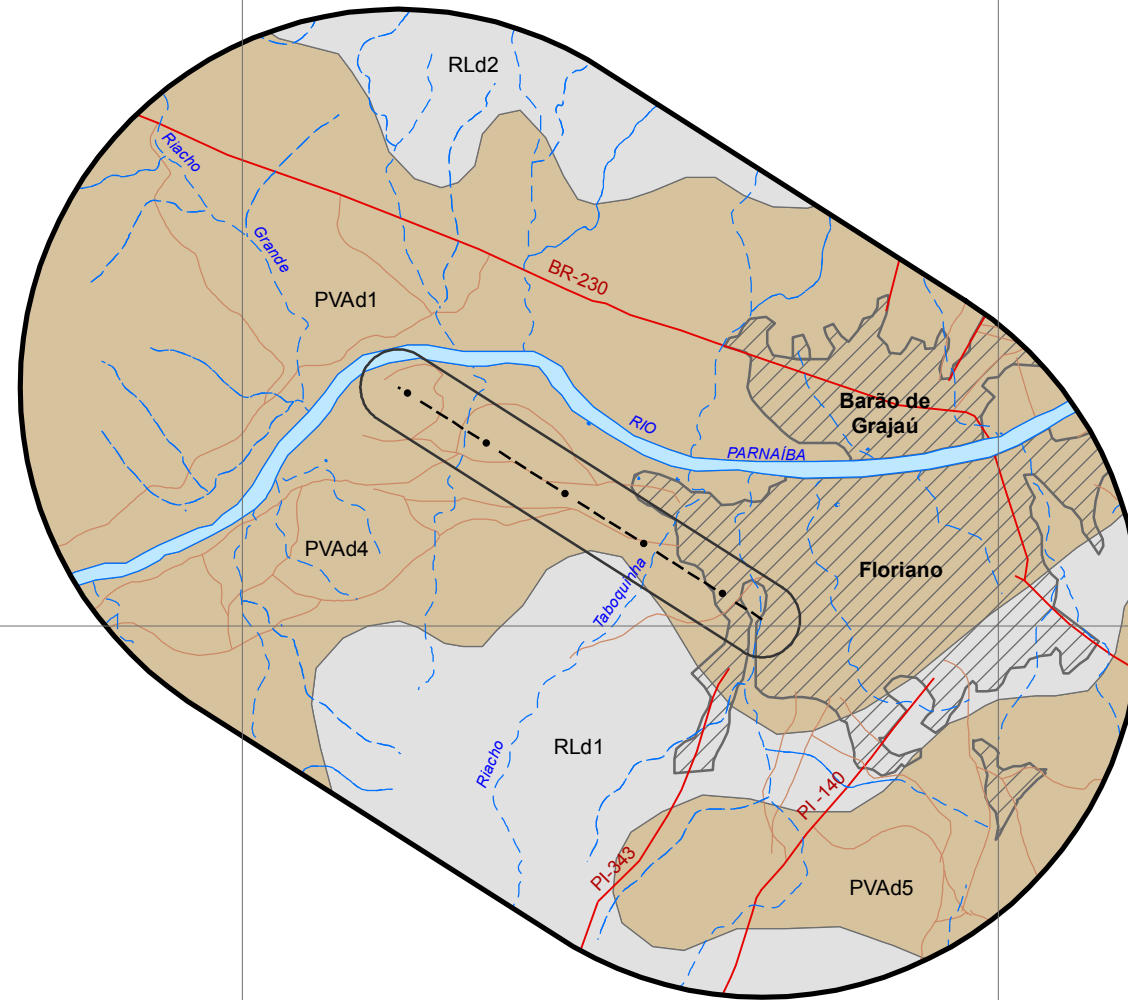 RLd2
Riacho
Grande
BR-230
PVAd1
Barão de
Grajaú
RIO
PARNAÍBA
PVAd4
Floriano
Taboquinha
RLd1
Riacho
PI -140
PI-343
PVAd5